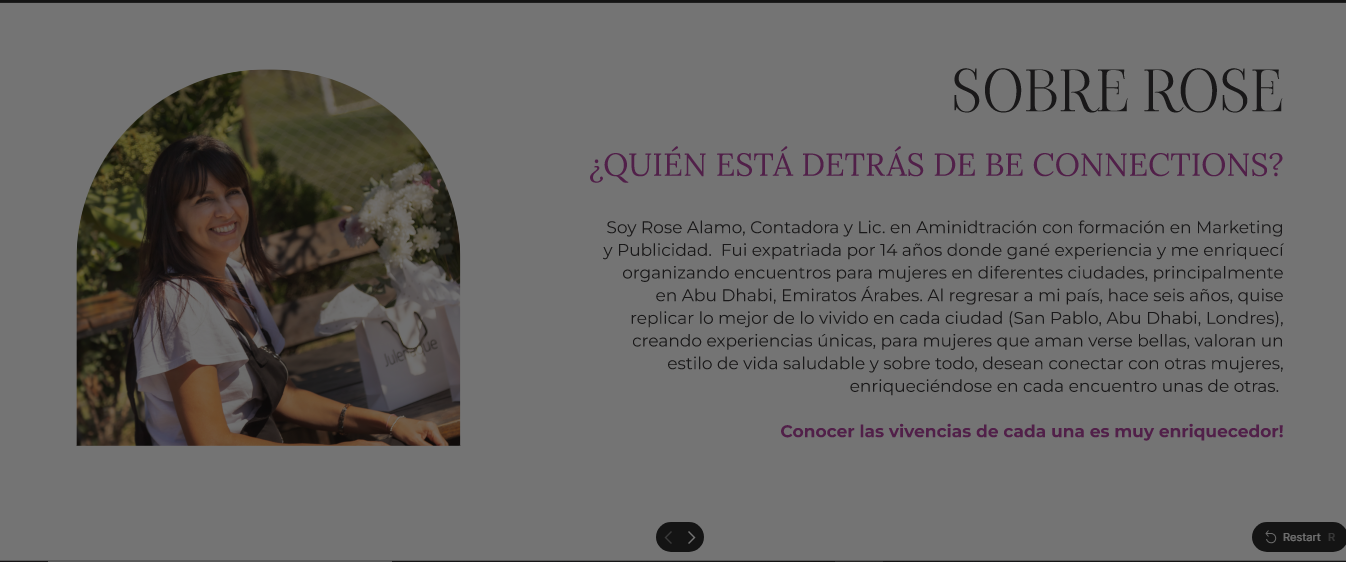 SOBRE ROSE
¿QUIÉN ESTÁ DETRÁS DE BE CONNECTIONS?
Soy Rose Alamo, Contadora y Lic. en Aminidtración con formación en Marketing
y Publicidad.  Fui expatriada por 14 años donde gané experiencia y me enriquecí
organizando encuentros para mujeres en diferentes ciudades, principalmente
en Abu Dhabi, Emiratos Árabes. Al regresar a mi país, hace seis años, quise
replicar lo mejor de lo vivido en cada ciudad (San Pablo, Abu Dhabi, Londres),
creando experiencias únicas, para mujeres que aman verse bellas, valoran un
estilo de vida saludable y sobre todo, desean conectar con otras mujeres,
enriqueciéndose en cada encuentro unas de otras.
Conocer las vivencias de cada una es muy enriquecedor!
Restart R